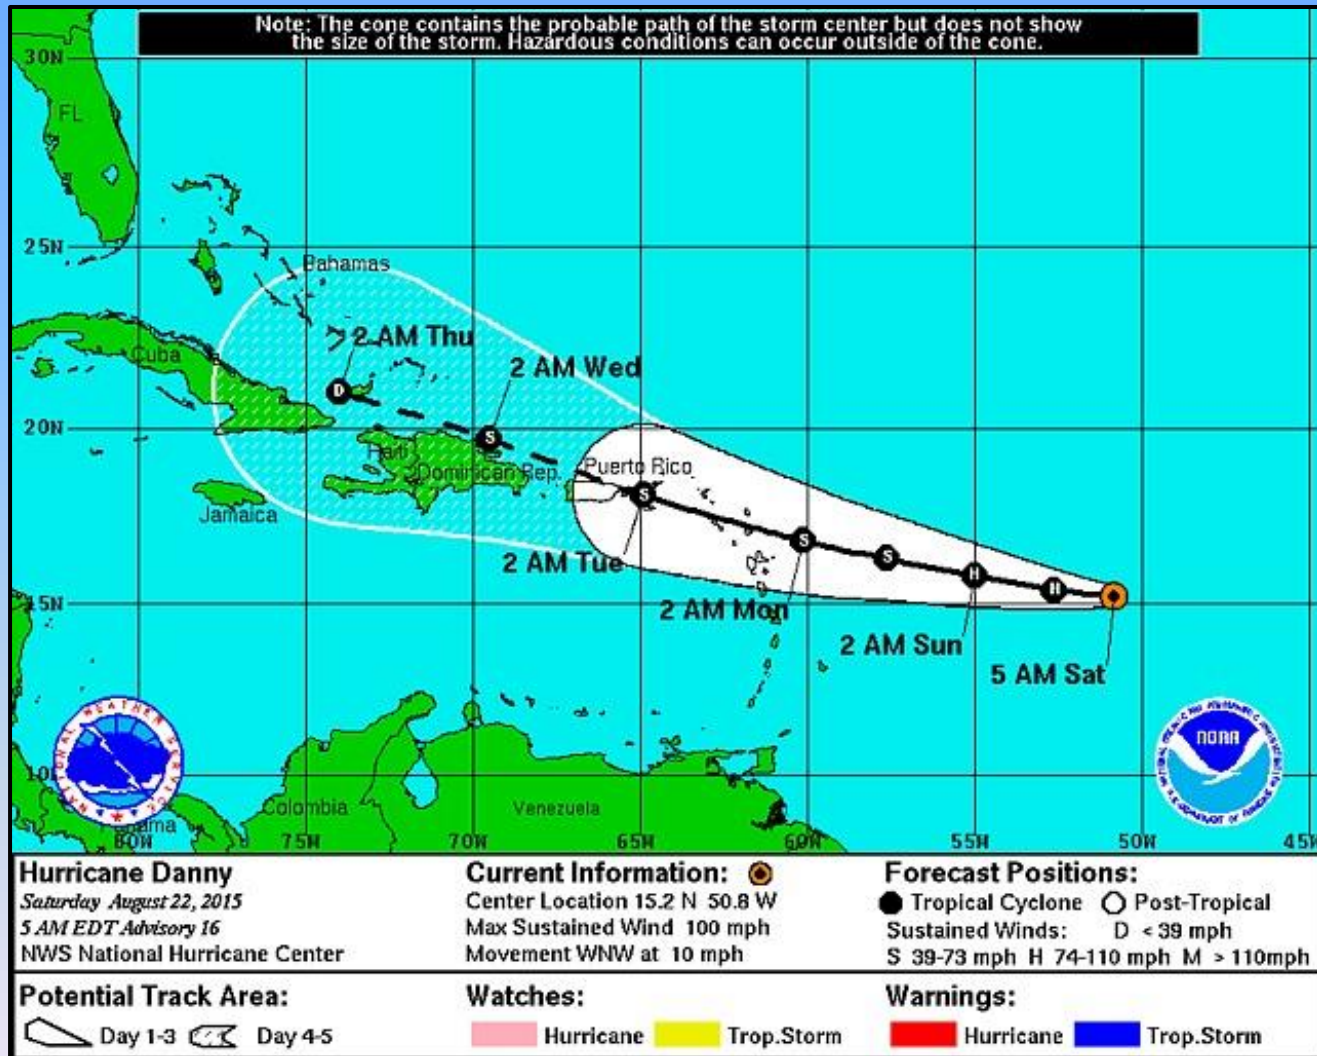 Note: The cone contains the probable path of the storm center but does not show
the size of the storm. Hazardous conditions can occur outside of the cone.
30N
FL
25N
Bahamas
2 AM Thu
Cuba
2 AM Wed
D
20N
S
Haiti
Dominican Rep.
Puerto Rico
Jamaica
S
2 AM Tue
S
S
H
H
15N
2 AM Mon
2 AM Sun
5 AM Sat
NATIONAL WEATHER SERVICE
NOAA
10N
Colombia
Venezuela
Panama
80W 75W 70W 65W 60W 55W 50W 45W
Hurricane Danny
Saturday August 22, 2015
5 AM EDT Advisory 16
NWS National Hurricane Center
Current Information:
Center Location 15.2 N 50.8 W
Max Sustained Wind 100 mph
Movement WNW at 10 mph
Forecast Positions:
Tropical Cyclone Post-Tropical
Sustained Winds: D < 39 mph
S 39-73 mph H 74-110 mph M > 110mph
Potential Track Area:
Day 1-3 Day 4-5
Watches:
Hurricane Trop.Storm
Warnings:
Hurricane Trop.Storm